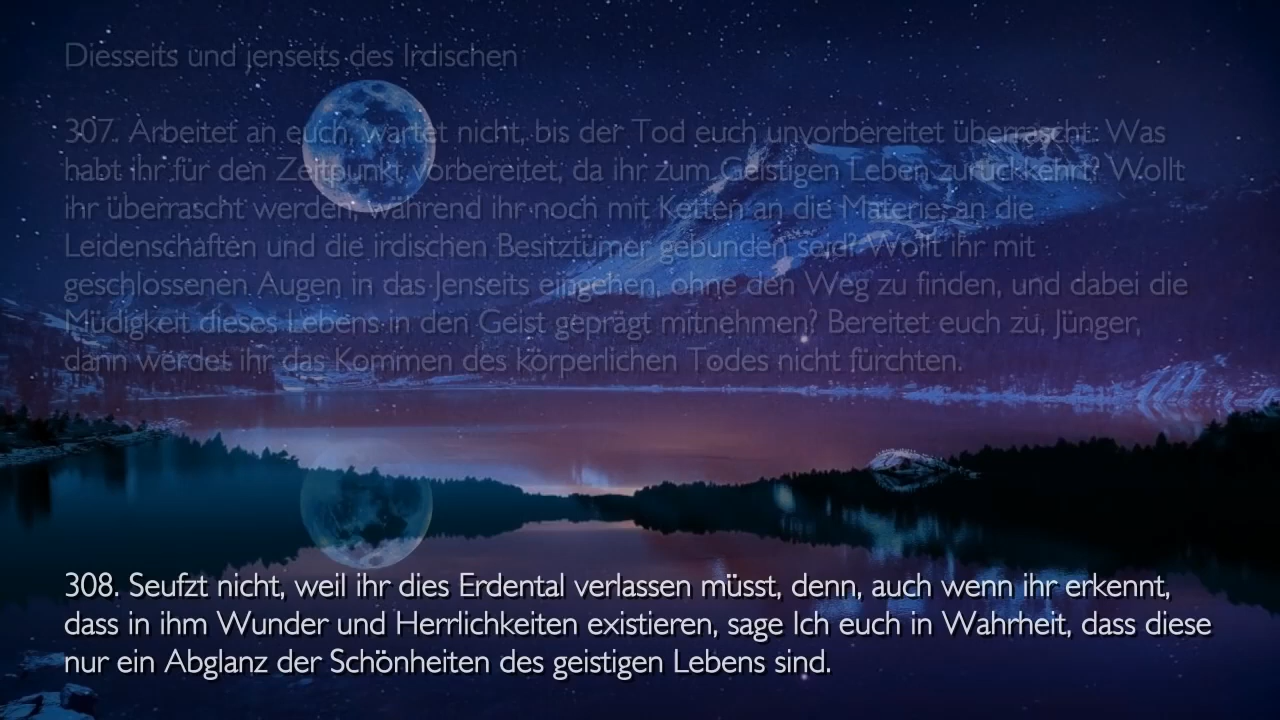 Diesseits und jenseits des Irdischen
307. Arbeitet an euch, wartet nicht, bis der Tod euch unvorbereitet überrascht. Was
habt ihr für den Zeitpunkt vorbereitet, da ihr zum Geistigen Leben zurückkehrt? Wollt
ihr überrascht werden, während ihr noch mit Ketten an die Materie, an die
Leidenschaften und die irdischen Besitztümer gebunden seid? Wollt ihr mit
geschlossenen Augen in das Jenseits eingehen, ohne den Weg zu finden, und dabei die
Müdigkeit dieses Lebens in den Geist geprägt mitnehmen? Bereitet euch zu, Jünger,
dann werdet ihr das Kommen des körperlichen Todes nicht fürchten.
308. Seufzt nicht, weil ihr dies Erdental verlassen müsst, denn, auch wenn ihr erkennt,
dass in ihm Wunder und Herrlichkeiten existieren, sage Ich euch in Wahrheit, dass diese
nur ein Abglanz der Schönheiten des geistigen Lebens sind.